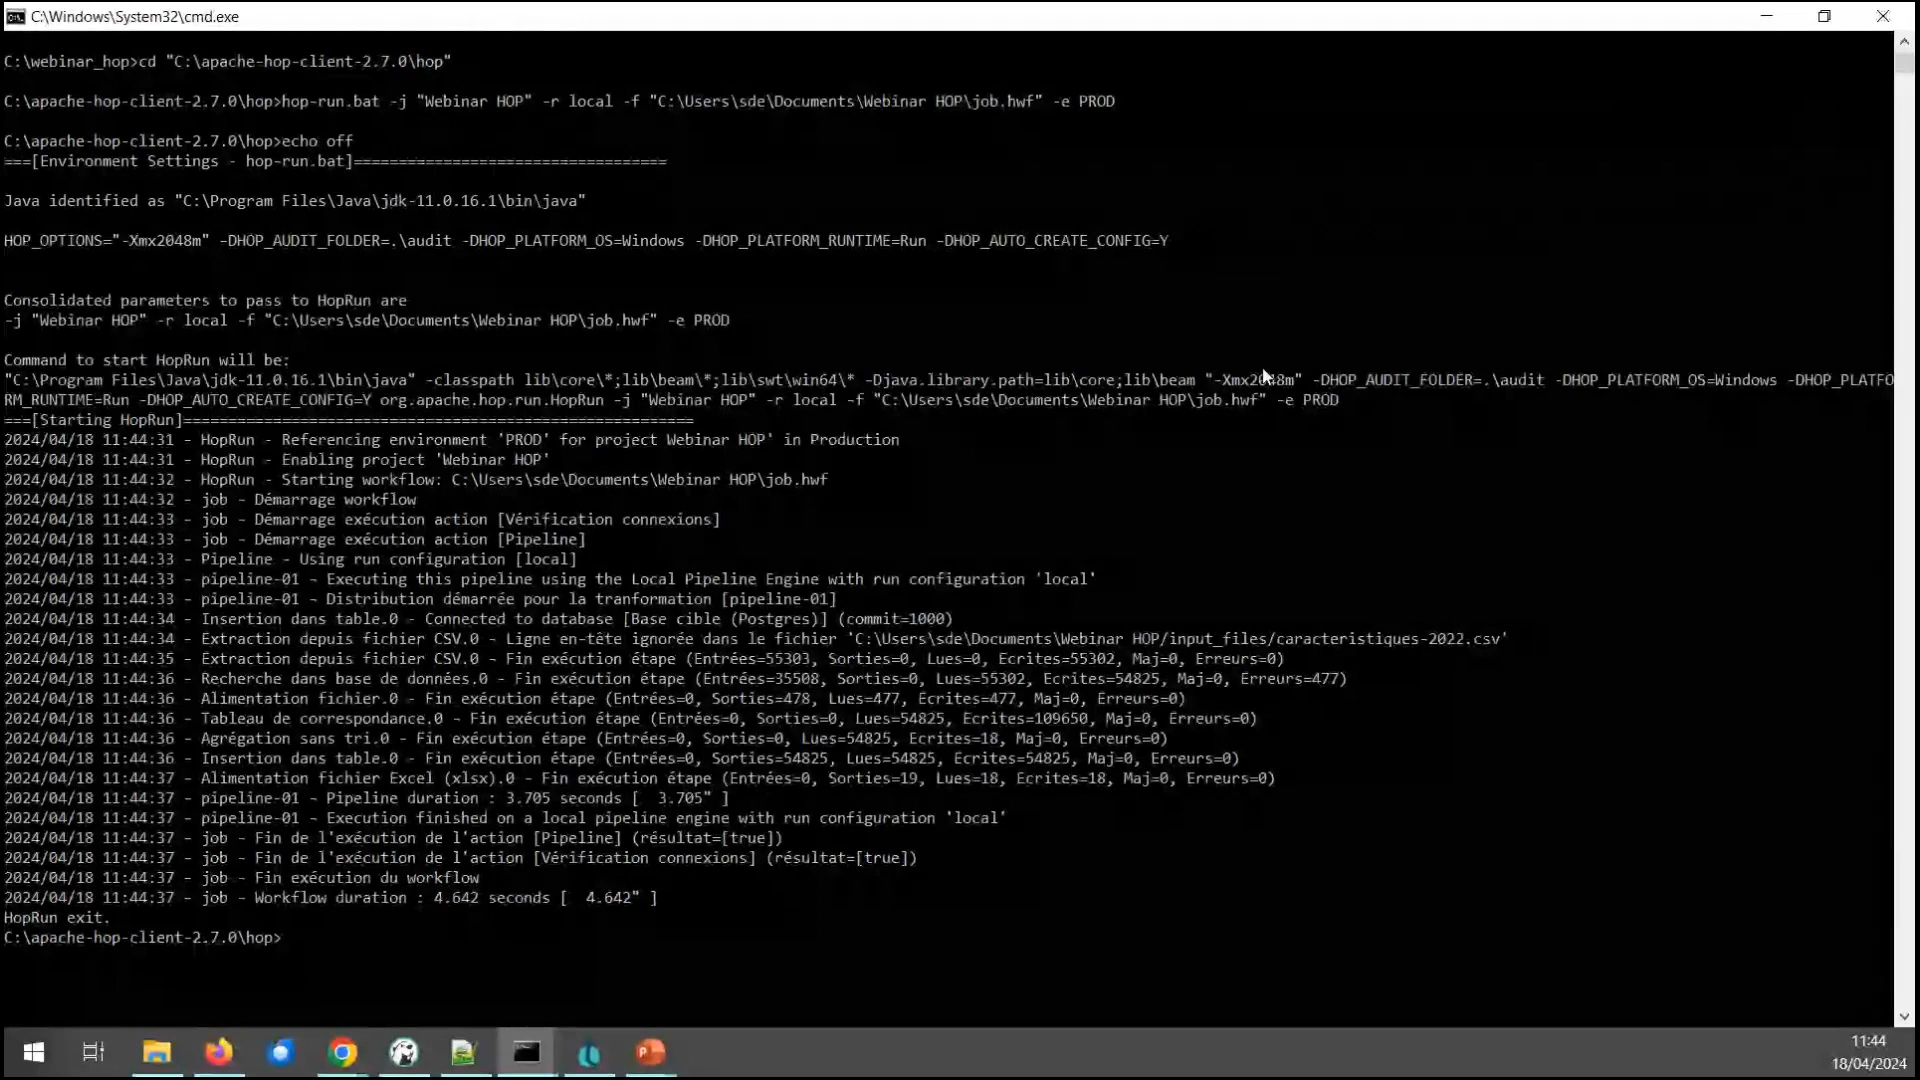 C:\Windows\System32\cmd.exe
C:\webinar_hop>cd "C:\apache-hop-client-2.7.0\hop"
C:\apache-hop-client-2.7.0\hop>hop-run.bat -j "Webinar HOP" -r local -f "C:\Users\sde\Documents\Webinar HOP\job.hwf" -e PROD
C:\apache-hop-client-2.7.0\hop>echo off
===[Environment Settings - hop-run.bat]===================================
Java identified as "C:\Program Files\Java\jdk-11.0.16.1\bin\java"
HOP_OPTIONS="-Xmx2048m" -DHOP_AUDIT_FOLDER=.\audit -DHOP_PLATFORM_OS=Windows -DHOP_PLATFORM_RUNTIME=Run -DHOP_AUTO_CREATE_CONFIG=Y
Consolidated parameters to pass to HopRun are
-j "Webinar HOP" -r local -f "C:\Users\sde\Documents\Webinar HOP\job.hwf" -e PROD
Command to start HopRun will be:
"C:\Program Files\Java\jdk-11.0.16.1\bin\java" -classpath lib\core\*;lib\beam\*;lib\swt\win64\* -Djava.library.path=lib\core;lib\beam "-Xmx2048m" -DHOP_AUDIT_FOLDER=.\audit -DHOP_PLATFORM_OS=Windows -DHOP_PLATFO
RM_RUNTIME=Run -DHOP_AUTO_CREATE_CONFIG=Y org.apache.hop.run.HopRun -j "Webinar HOP" -r local -f "C:\Users\sde\Documents\Webinar HOP\job.hwf" -e PROD
===[Starting HopRun]=========================================================
2024/04/18 11:44:31 - HopRun - Referencing environment 'PROD' for project Webinar HOP' in Production
2024/04/18 11:44:31 - HopRun - Enabling project 'Webinar HOP'
2024/04/18 11:44:32 - HopRun - Starting workflow: C:\Users\sde\Documents\Webinar HOP\job.hwf
2024/04/18 11:44:32 - job - Démarrage workflow
2024/04/18 11:44:33 - job - Démarrage exécution action [Vérification connexions]
2024/04/18 11:44:33 - job - Démarrage exécution action [Pipeline]
2024/04/18 11:44:33 - Pipeline - Using run configuration [local]
2024/04/18 11:44:33 - pipeline-01 - Executing this pipeline using the Local Pipeline Engine with run configuration 'local'
2024/04/18 11:44:33 - pipeline-01 - Distribution démarrée pour la tranformation [pipeline-01]
2024/04/18 11:44:34 - Insertion dans table.0 - Connected to database [Base cible (Postgres)] (commit=1000)
2024/04/18 11:44:34 - Extraction depuis fichier CSV.0 - Ligne en-tête ignorée dans le fichier 'C:\Users\sde\Documents\Webinar HOP/input_files/caracteristiques-2022.csv'
2024/04/18 11:44:35 - Extraction depuis fichier CSV.0 - Fin exécution étape (Entrées=55303, Sorties=0, Lues=0, Ecrites=55302, Maj=0, Erreurs=0)
2024/04/18 11:44:36 - Recherche dans base de données.0 - Fin exécution étape (Entrées=35508, Sorties=0, Lues=55302, Ecrites=54825, Maj=0, Erreurs=477)
2024/04/18 11:44:36 - Alimentation fichier.0 - Fin exécution étape (Entrées=0, Sorties=478, Lues=477, Ecrites=477, Maj=0, Erreurs=0)
2024/04/18 11:44:36 - Tableau de correspondance.0 - Fin exécution étape (Entrées=0, Sorties=0, Lues=54825, Ecrites=109650, Maj=0, Erreurs=0)
2024/04/18 11:44:36 - Agrégation sans tri.0 - Fin exécution étape (Entrées=0, Sorties=0, Lues=54825, Ecrites=18, Maj=0, Erreurs=0)
2024/04/18 11:44:36 - Insertion dans table.0 - Fin exécution étape (Entrées=0, Sorties=54825, Lues=54825, Ecrites=54825, Maj=0, Erreurs=0)
2024/04/18 11:44:37 - Alimentation fichier Excel (xlsx).0 - Fin exécution étape (Entrées=0, Sorties=19, Lues=18, Ecrites=18, Maj=0, Erreurs=0)
2024/04/18 11:44:37 - pipeline-01 - Pipeline duration : 3.705 seconds [  3.705" ]
2024/04/18 11:44:37 - pipeline-01 - Execution finished on a local pipeline engine with run configuration 'local'
2024/04/18 11:44:37 - job - Fin de l'exécution de l'action [Pipeline] (résultat=[true])
2024/04/18 11:44:37 - job - Fin de l'exécution de l'action [Vérification connexions] (résultat=[true])
2024/04/18 11:44:37 - job - Fin exécution du workflow
2024/04/18 11:44:37 - job - Workflow duration : 4.642 seconds [  4.642" ]
HopRun exit.
C:\apache-hop-client-2.7.0\hop>
11:44
18/04/2024